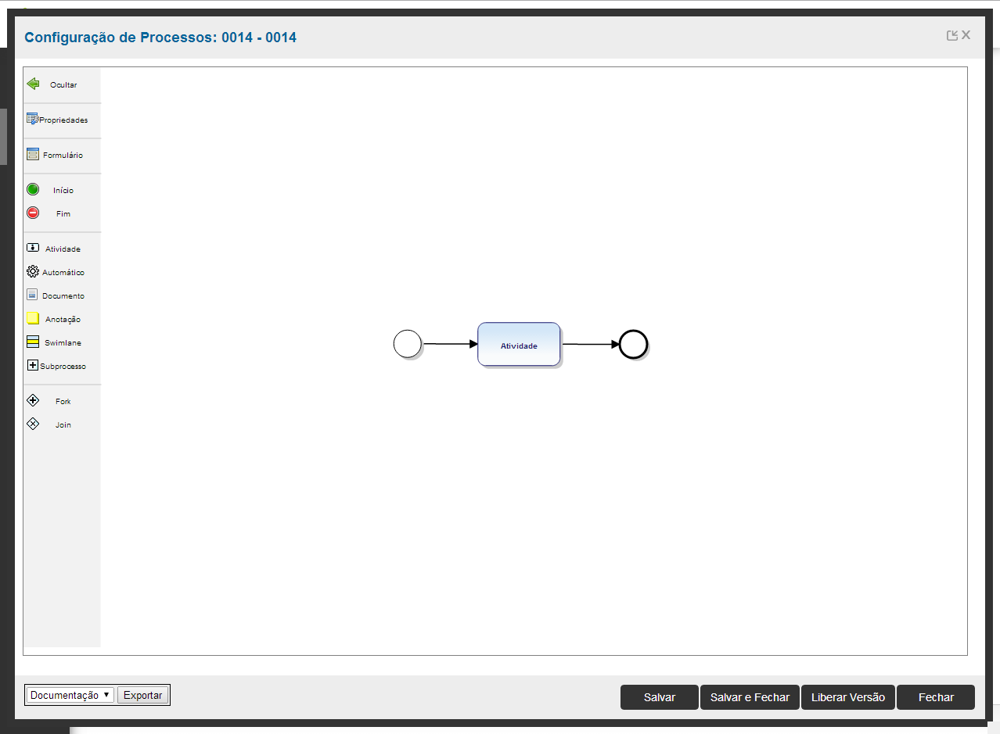 Configuração de Processos: 0014 - 0014
Ocultar
Propriedades
Formulário
Início
Fim
Atividade
Automático
Documento
Anotação
Swimlane
Subprocesso
Fork
Join
Atividade
Documentação
Exportar
Salvar
Salvar e Fechar
Liberar Versão
Fechar